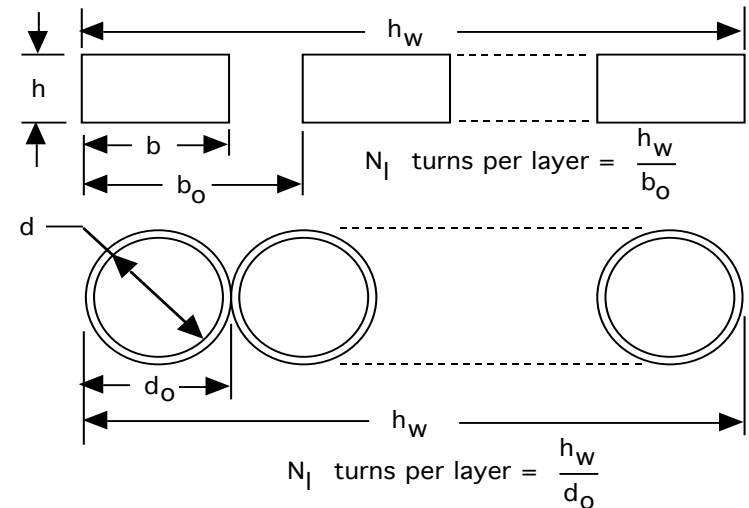 h_w
h
b
N_l turns per layer = h_w / b_o
b_o
d
d_o
h_w
N_l turns per layer = h_w / d_o